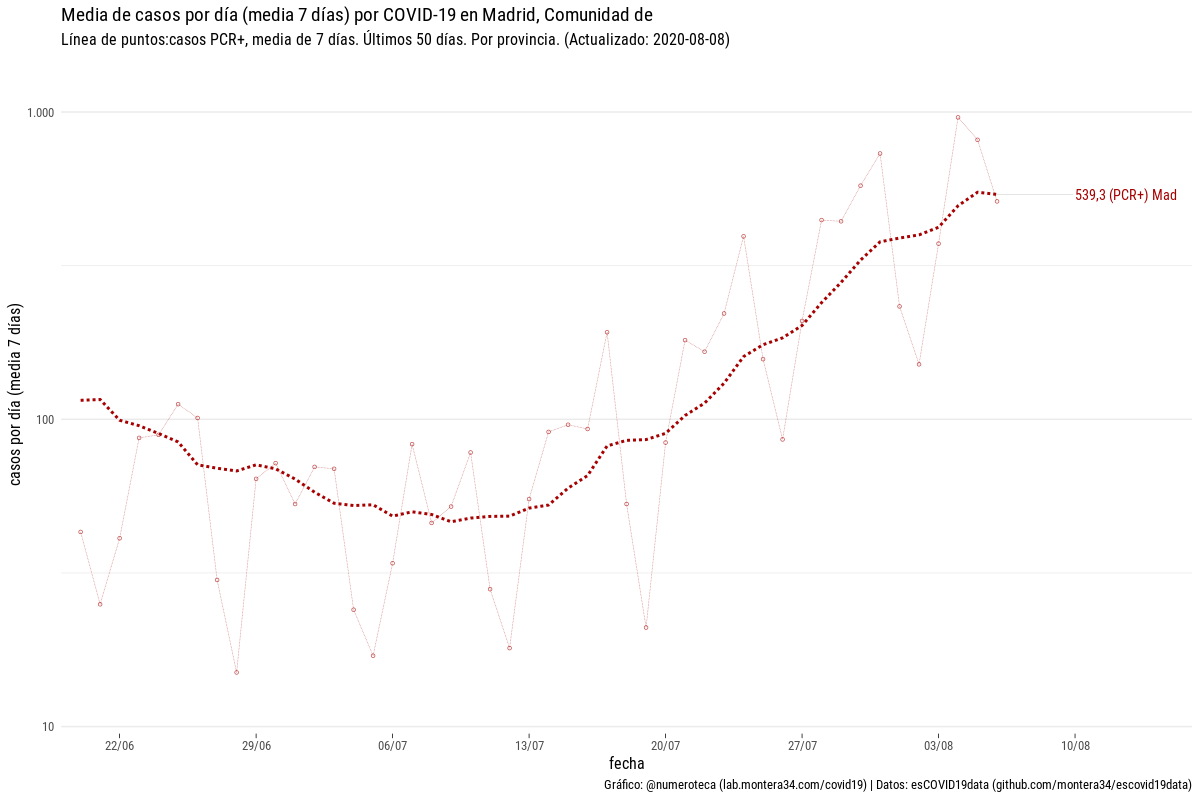 Media de casos por día (media 7 días) por COVID-19 en Madrid, Comunidad de
Línea de puntos:casos PCR+, media de 7 días. Últimos 50 días. Por provincia. (Actualizado: 2020-08-08)
1.000
539,3 (PCR+) Mad
casos por día (media 7 días)
100
10
22/06 29/06 06/07 13/07 20/07 27/07 03/08 10/08
fecha
Gráfico: @numeroteca (lab.montera34.com/covid19) | Datos: esCOVID19data (github.com/montera34/escovid19data)